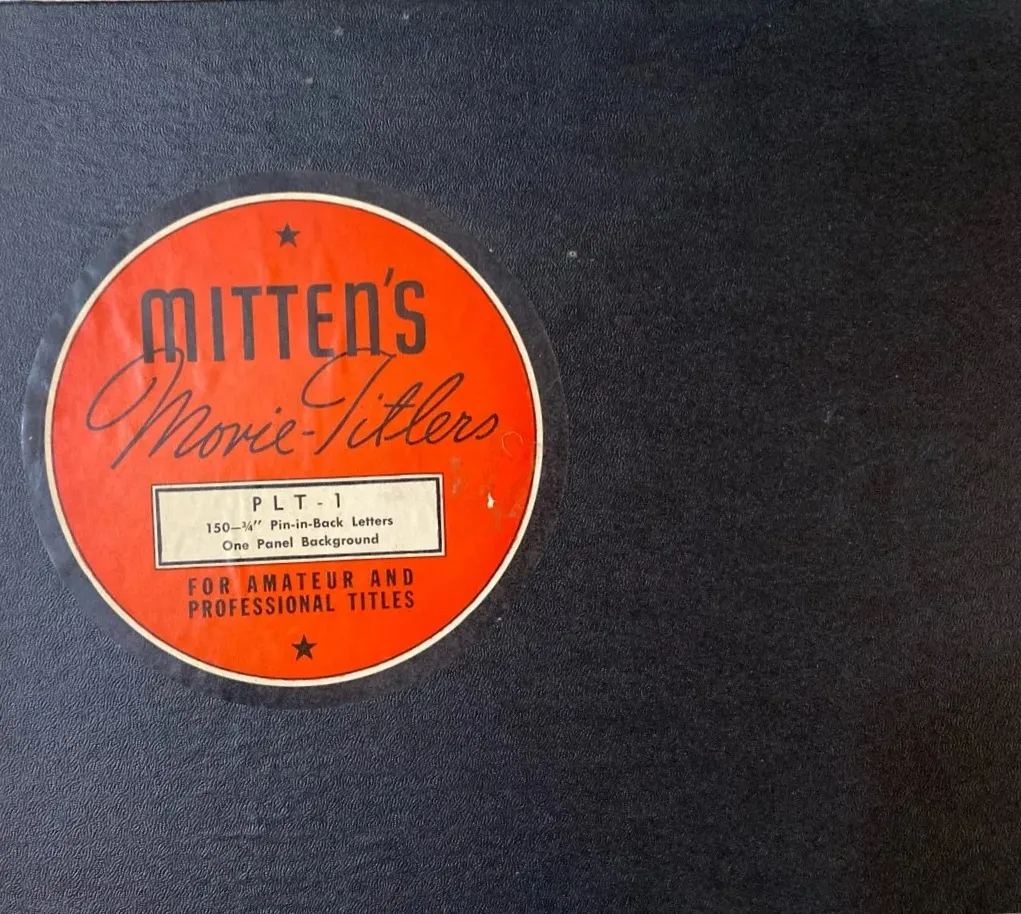 MITTEN'S
Movie-Titlers
PLT-1
150—¾" Pin-in-Back Letters
One Panel Background
FOR AMATEUR AND
PROFESSIONAL TITLES